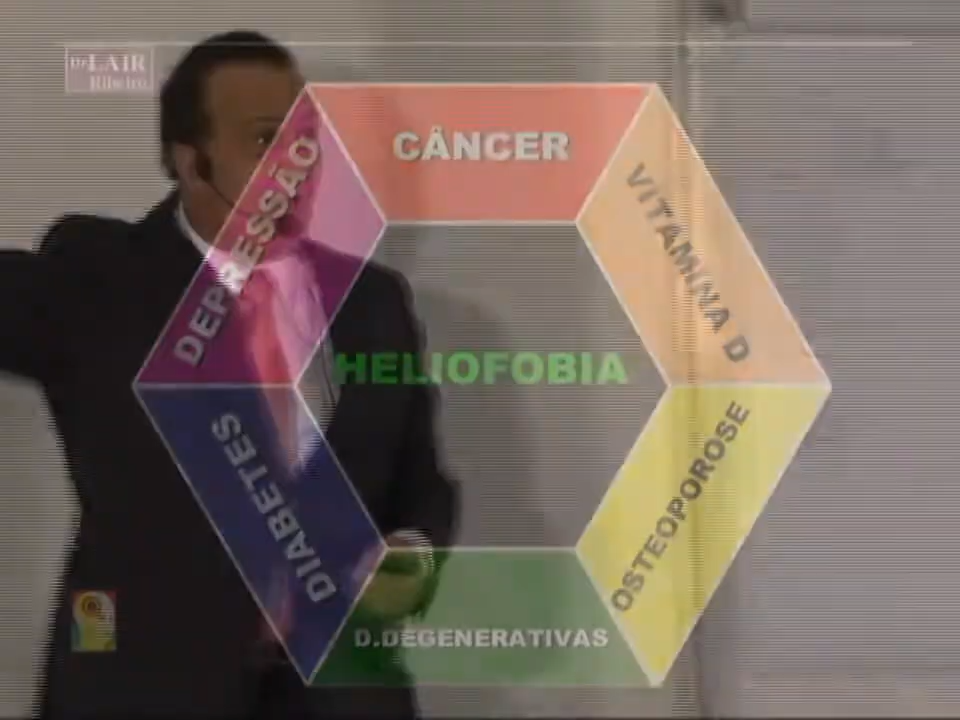 Dr.LAIR
Ribeiro
CÂNCER
DEPRESSÃO
VITAMINA D
HELIOFOBIA
DIABETES
OSTEOPOROSE
D.DEGENERATIVAS